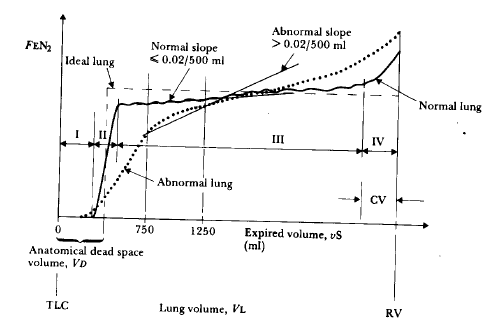 FEN2
Ideal lung
Normal slope
⩽ 0.02/500 ml
Abnormal slope
> 0.02/500 ml
Normal lung
I
II
III
IV
Abnormal lung
CV
0
750
1250
Expired volume, vS
(ml)
Anatomical dead space
volume, VD
TLC
Lung volume, VL
RV